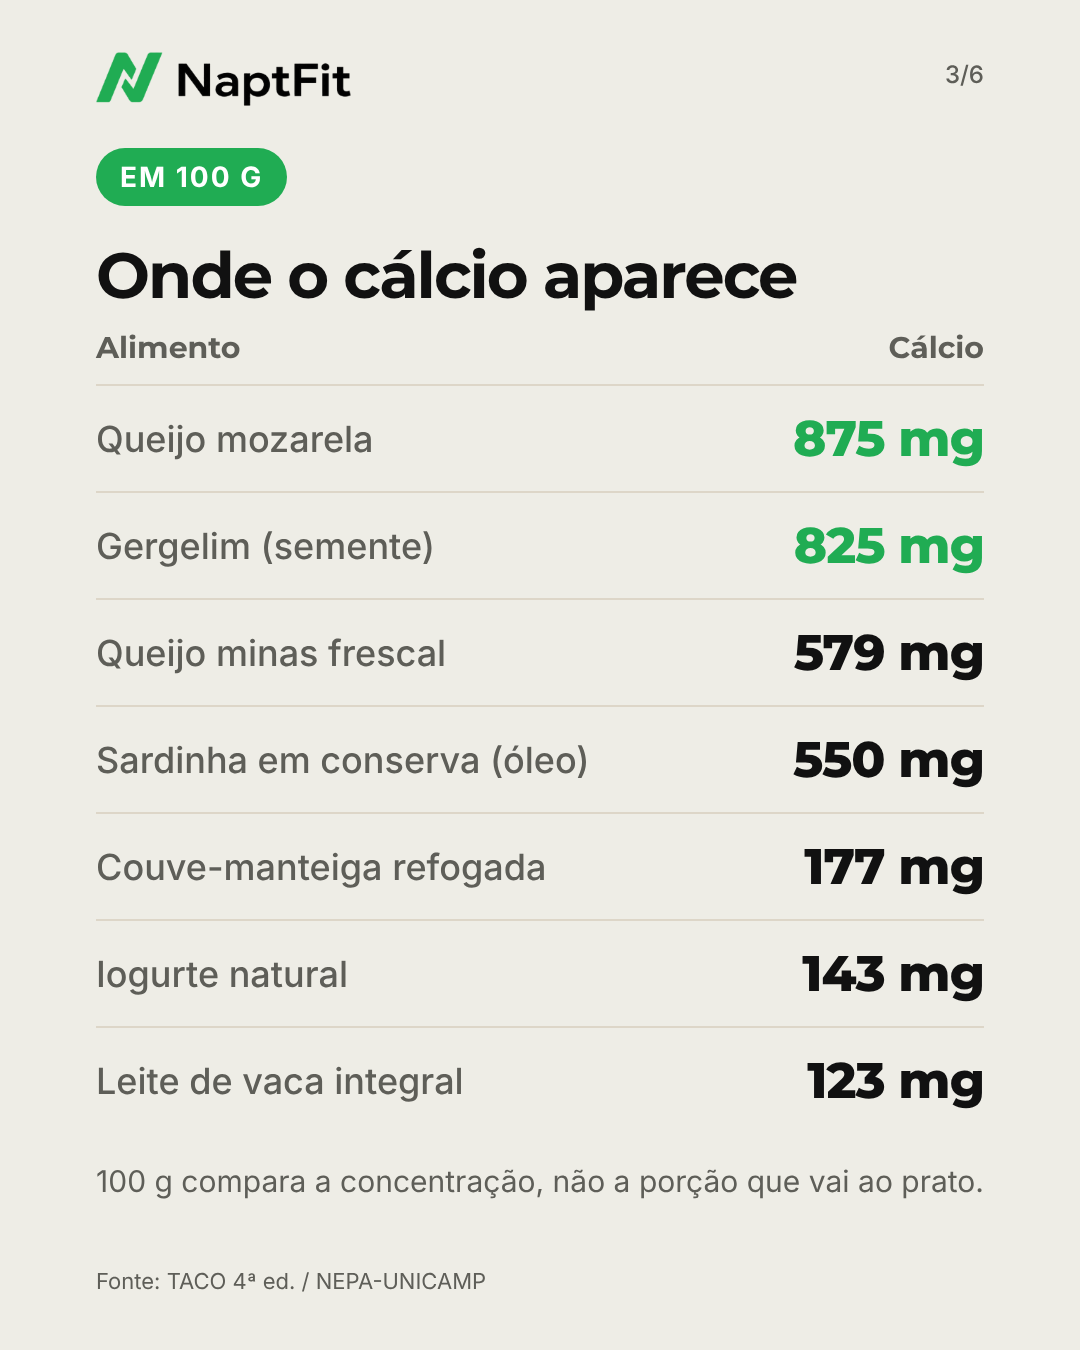 NaptFit
3/6
EM 100 G
Onde o cálcio aparece
Alimento Cálcio
Queijo mozarela 875 mg
Gergelim (semente) 825 mg
Queijo minas frescal 579 mg
Sardinha em conserva (óleo) 550 mg
Couve-manteiga refogada 177 mg
Iogurte natural 143 mg
Leite de vaca integral 123 mg
100 g compara a concentração, não a porção que vai ao prato.
Fonte: TACO 4ª ed. / NEPA-UNICAMP